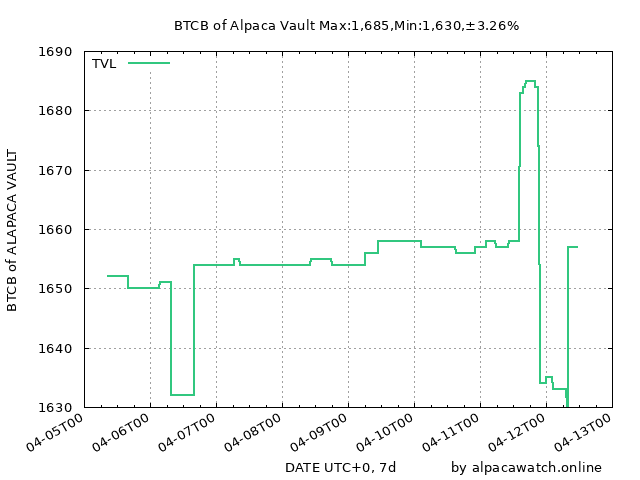 BTCB of Alpaca Vault Max:1,685,Min:1,630,±3.26%
TVL
BTCB of ALAPACA VAULT
1690
1680
1670
1660
1650
1640
1630
04-05T00
04-06T00
04-07T00
04-08T00
04-09T00
04-10T00
04-11T00
04-12T00
04-13T00
DATE UTC+0, 7d
by alpacawatch.online